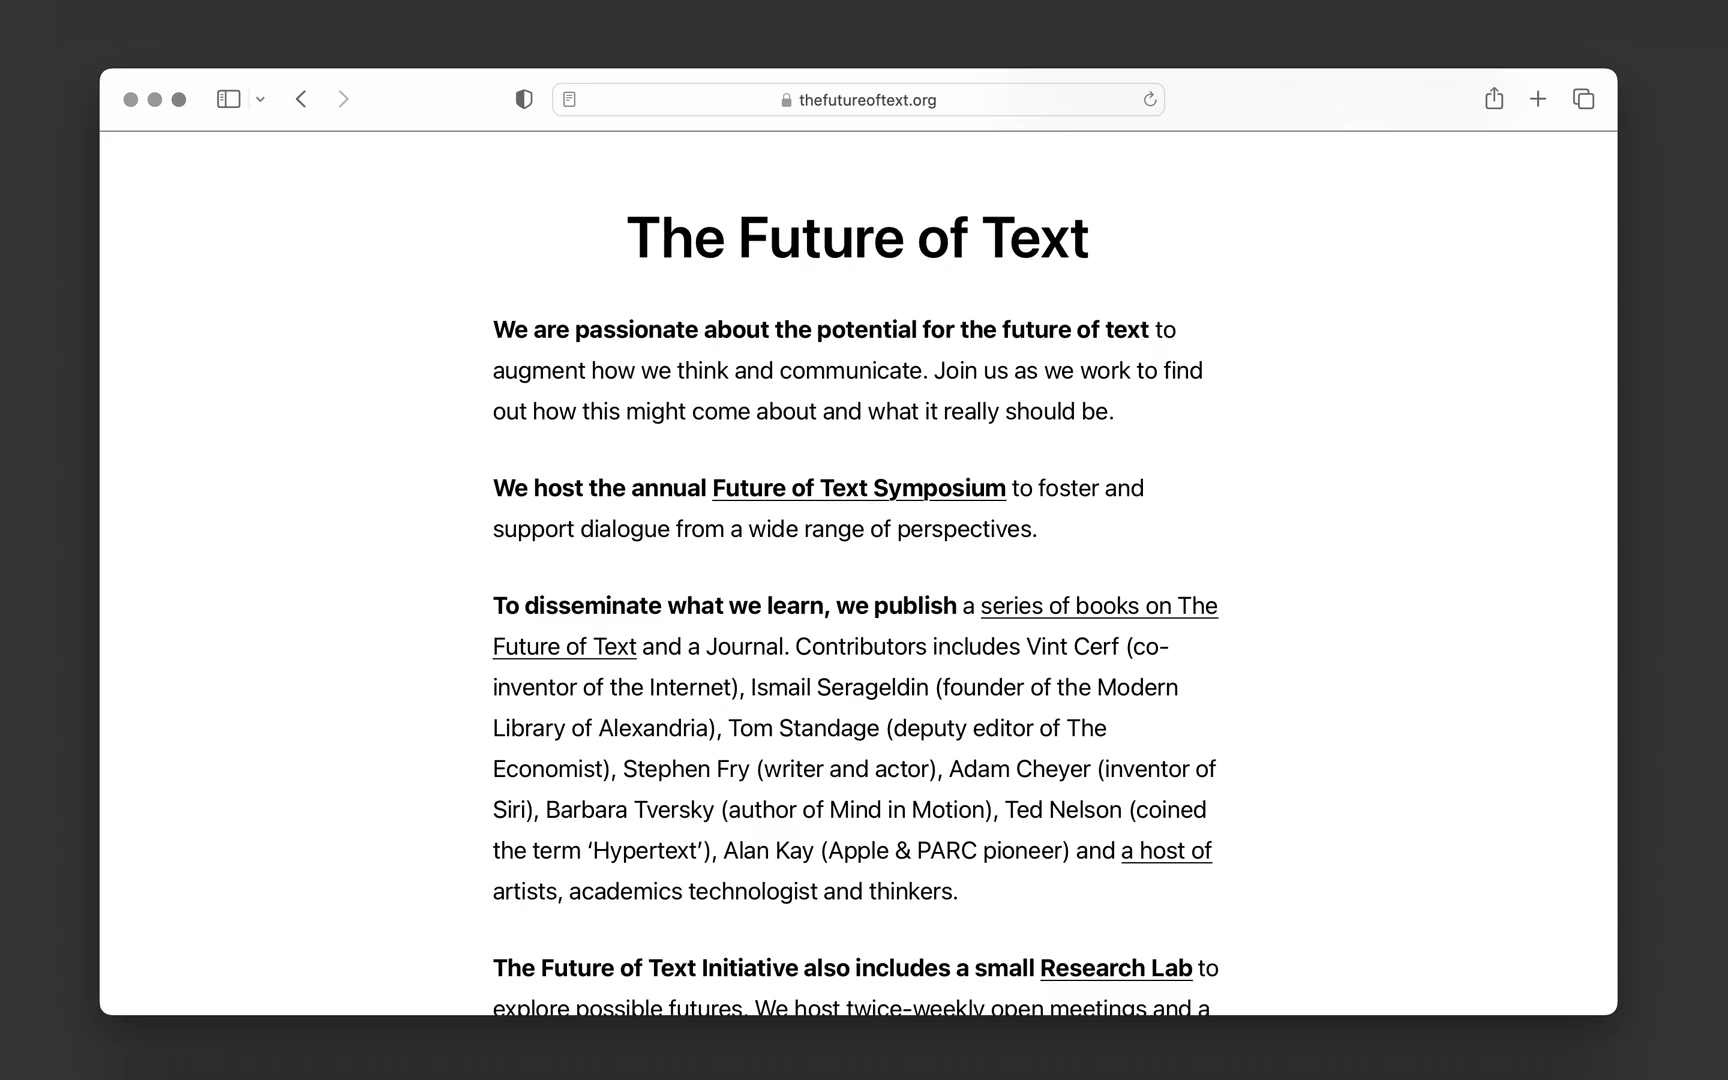 thefutureoftext.org
The Future of Text
We are passionate about the potential for the future of text to
augment how we think and communicate. Join us as we work to find
out how this might come about and what it really should be.
We host the annual Future of Text Symposium to foster and
support dialogue from a wide range of perspectives.
To disseminate what we learn, we publish a series of books on The
Future of Text and a Journal. Contributors includes Vint Cerf (co-
inventor of the Internet), Ismail Serageldin (founder of the Modern
Library of Alexandria), Tom Standage (deputy editor of The
Economist), Stephen Fry (writer and actor), Adam Cheyer (inventor of
Siri), Barbara Tversky (author of Mind in Motion), Ted Nelson (coined
the term ‘Hypertext’), Alan Kay (Apple & PARC pioneer) and a host of
artists, academics technologist and thinkers.
The Future of Text Initiative also includes a small Research Lab to
explore possible futures. We host twice-weekly open meetings and a